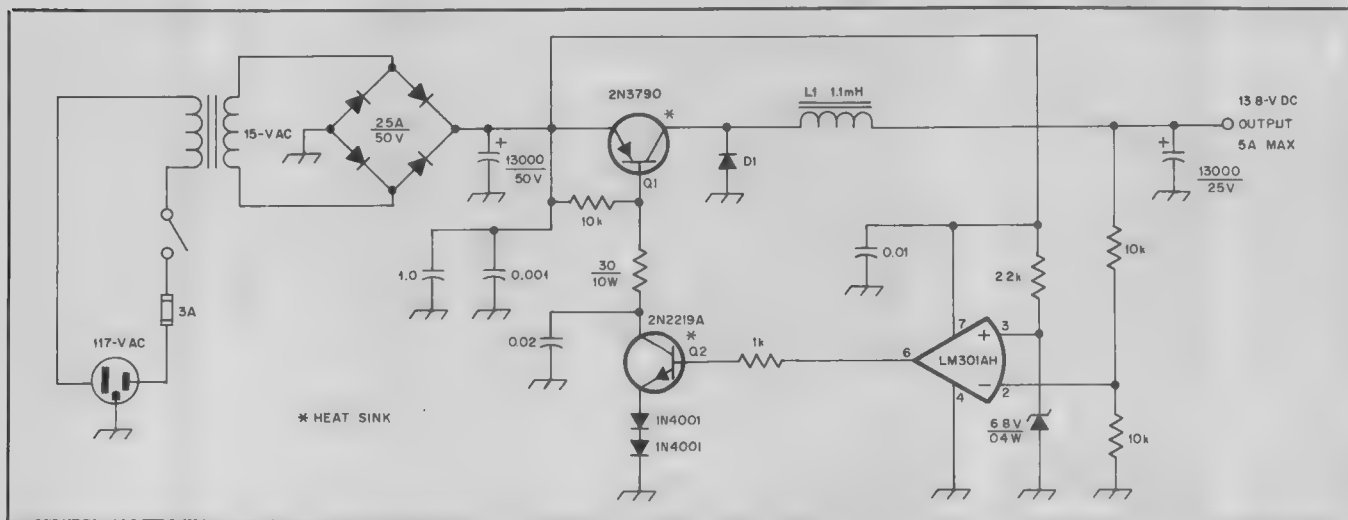 2N3790
*
L1 1.1mH
13.8-V DC
OUTPUT
5A MAX
15-VAC
25A
50V
+
13000
50V
Q1
D1
+
13000
25V
10k
1.0
0.001
30
10W
0.01
2.2k
10k
3A
117-VAC
0.02
2N2219A
*
Q2
1k
6
7
+
3
LM301AH
-
2
4
10k
* HEAT SINK
1N4001
1N4001
6.8V
0.4W